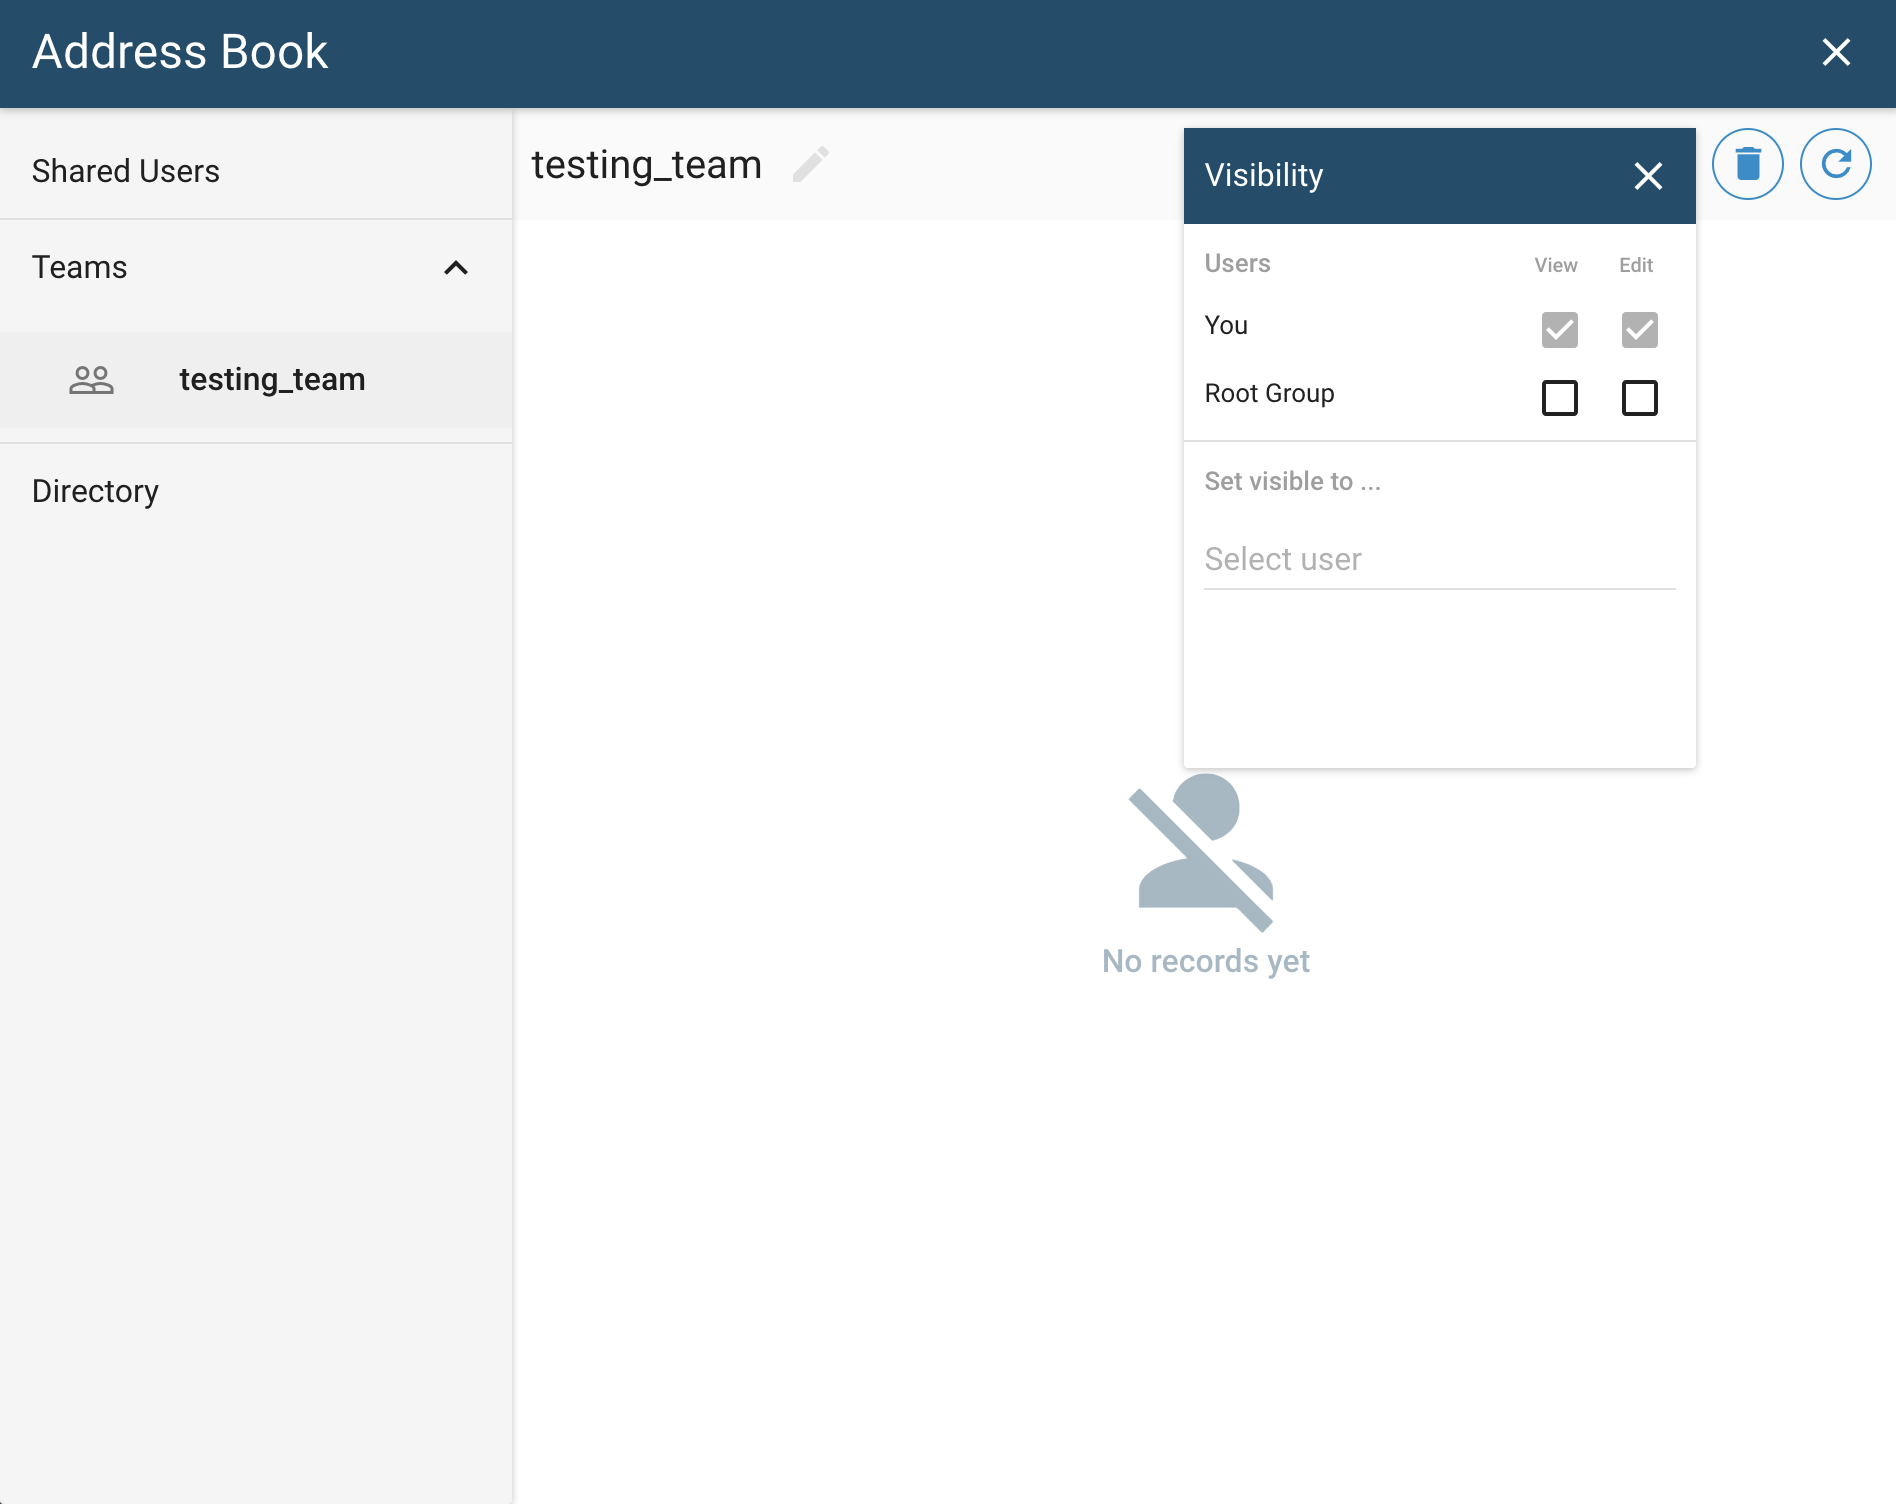 Address Book
Shared Users
Teams
testing_team
Directory
testing_team
Visibility
Users View Edit
You
Root Group
Set visible to ...
Select user
No records yet